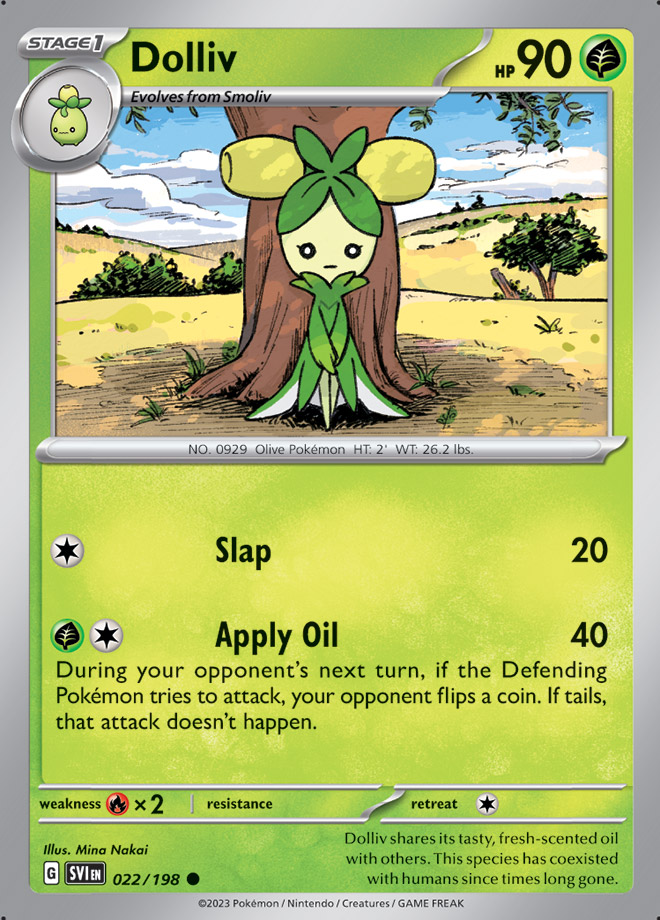 STAGE 1
Dolliv
HP 90
Evolves from Smoliv
NO. 0929 Olive Pokémon HT: 2' WT: 26.2 lbs.
Slap 20
Apply Oil 40
During your opponent's next turn, if the Defending
Pokémon tries to attack, your opponent flips a coin. If tails,
that attack doesn't happen.
weakness ×2 resistance retreat
Illus. Mina Nakai
G SVI EN 022/198
Dolliv shares its tasty, fresh-scented oil
with others. This species has coexisted
with humans since times long gone.
©2023 Pokémon / Nintendo / Creatures / GAME FREAK